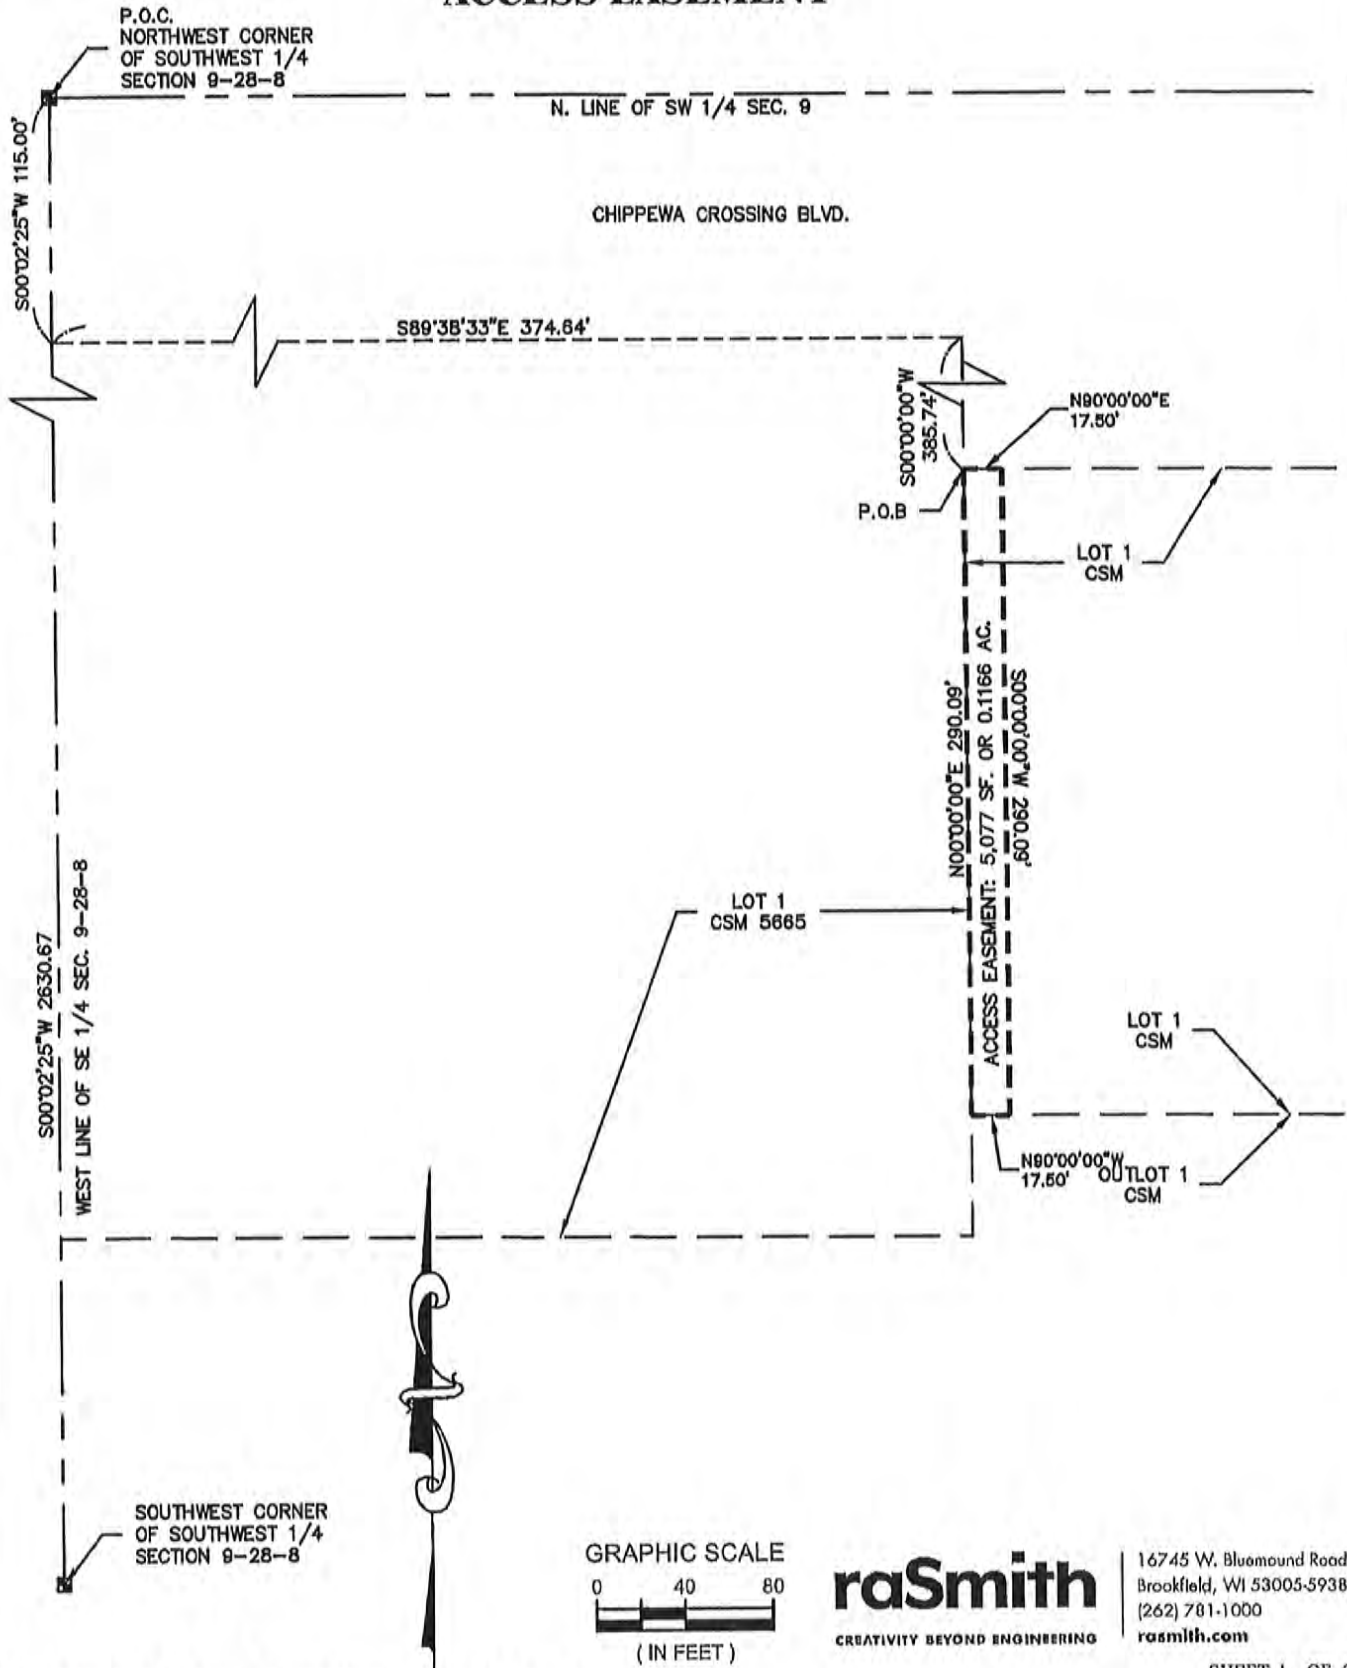 ACCESS EASEMENT
P.O.C.
NORTHWEST CORNER
OF SOUTHWEST 1/4
SECTION 9-28-8
N. LINE OF SW 1/4 SEC. 9
S00°02'25"W 115.00'
CHIPPEWA CROSSING BLVD.
S89°38'33"E 374.64'
S00°00'00"W
385.74'
N90°00'00"E
17.50'
P.O.B
LOT 1
CSM
N00°00'00"E 290.09'
ACCESS EASEMENT: 5,077 SF. OR 0.1166 AC.
S00°00'00"W 290.09'
LOT 1
CSM 5665
S00°02'25"W 2630.67
WEST LINE OF SE 1/4 SEC. 9-28-8
LOT 1
CSM
N90°00'00"W
17.50'
OUTLOT 1
CSM
SOUTHWEST CORNER
OF SOUTHWEST 1/4
SECTION 9-28-8
GRAPHIC SCALE
0 40 80
( IN FEET )
raSmith
CREATIVITY BEYOND ENGINEERING
16745 W. Bluemound Road
Brookfield, WI 53005-5938
(262) 781-1000
rasmith.com
SHEET 1 OF